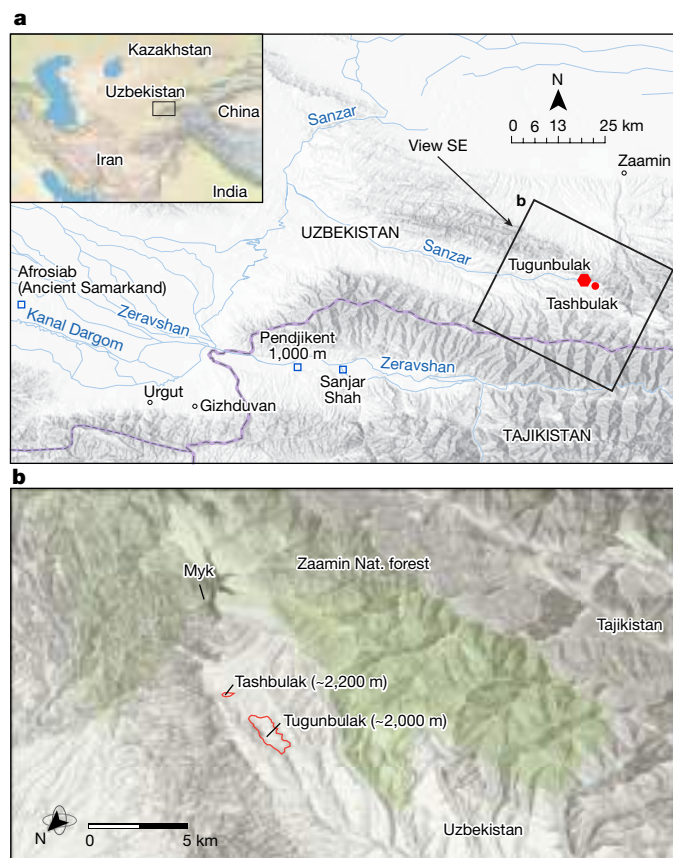 a
Kazakhstan
Uzbekistan
China
Iran
India
Sanzar
N
0 6 13 25 km
View SE
Zaamin
b
UZBEKISTAN
Sanzar
Tugunbulak
Tashbulak
Afrosiab
(Ancient Samarkand)
Zeravshan
Kanal Dargom
Pendjikent
1,000 m
Zeravshan
Sanjar
Shah
Urgut
Gizhduvan
TAJIKISTAN
b
Myk
Zaamin Nat. forest
Tajikistan
Tashbulak (~2,200 m)
Tugunbulak (~2,000 m)
N
0 5 km
Uzbekistan